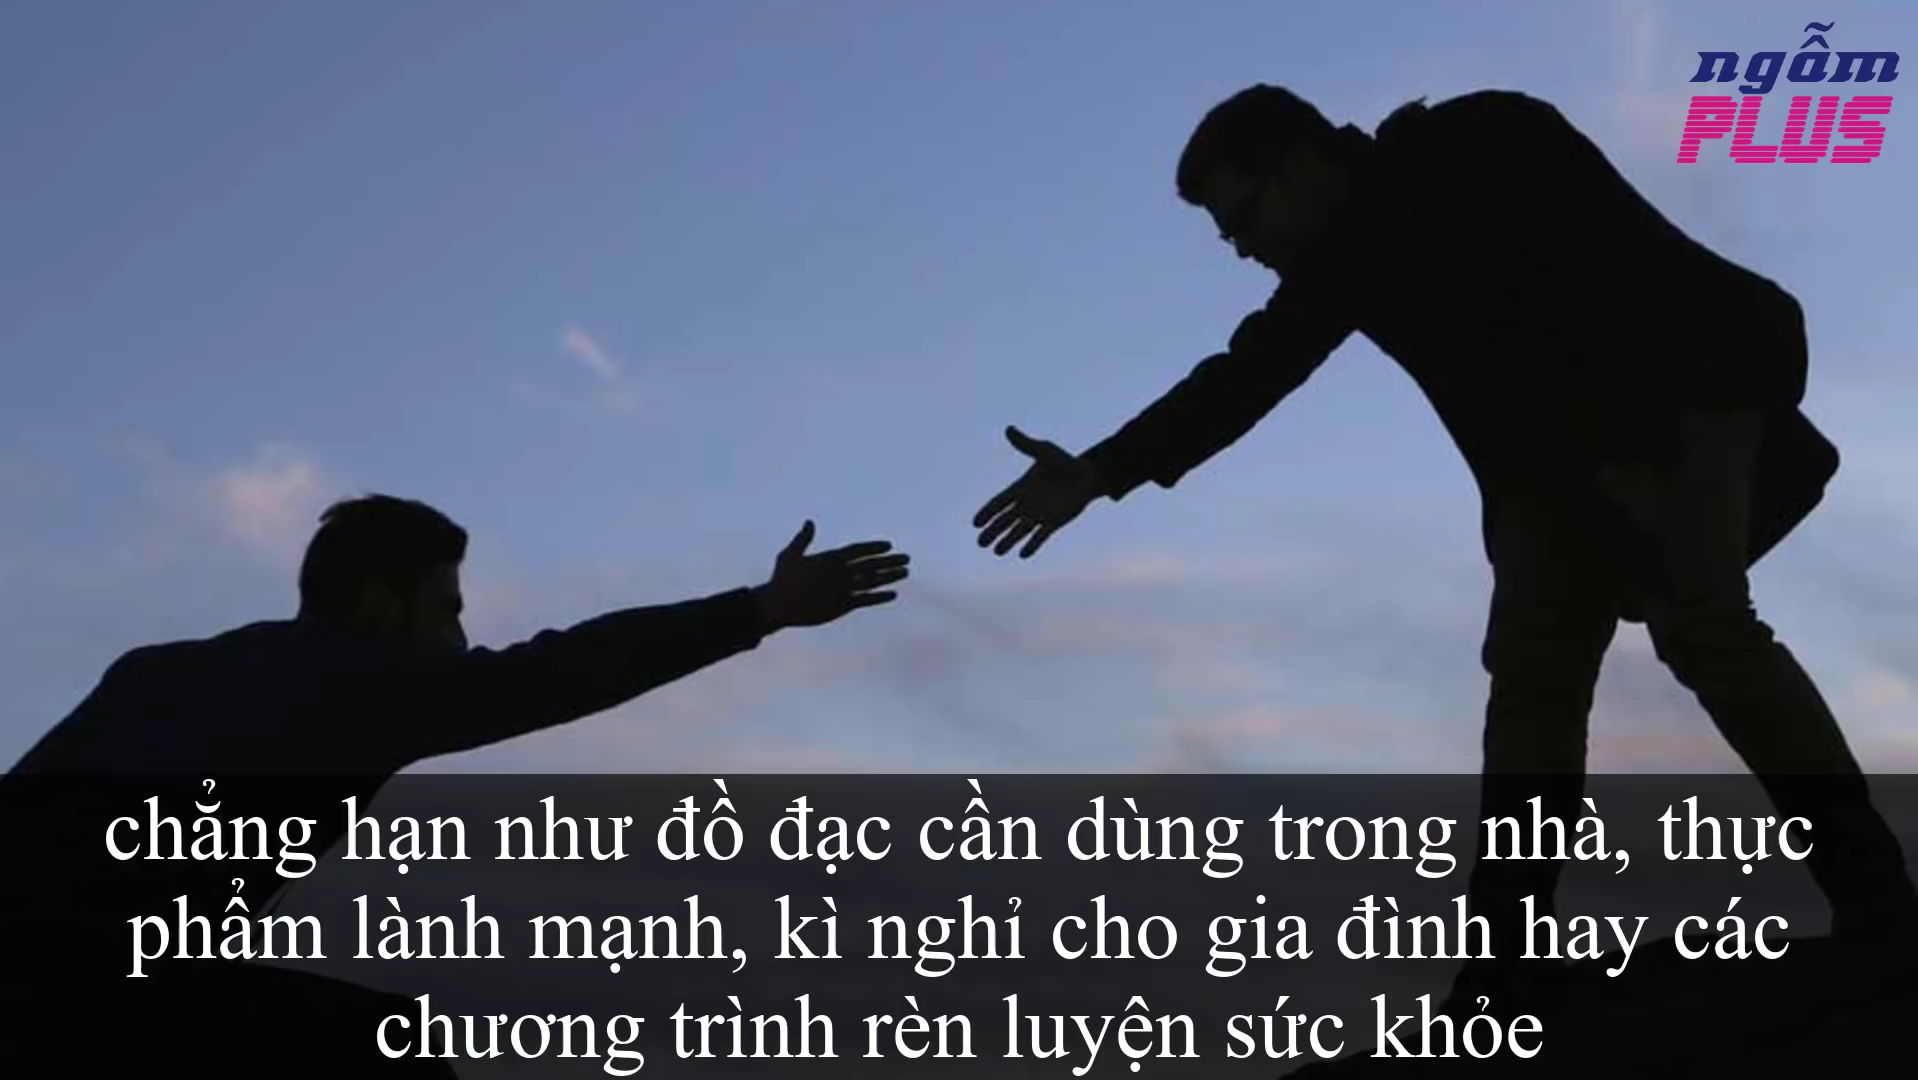 ngẫm
PLUS
chẳng hạn như đồ đạc cần dùng trong nhà, thực
phẩm lành mạnh, kì nghỉ cho gia đình hay các
chương trình rèn luyện sức khỏe